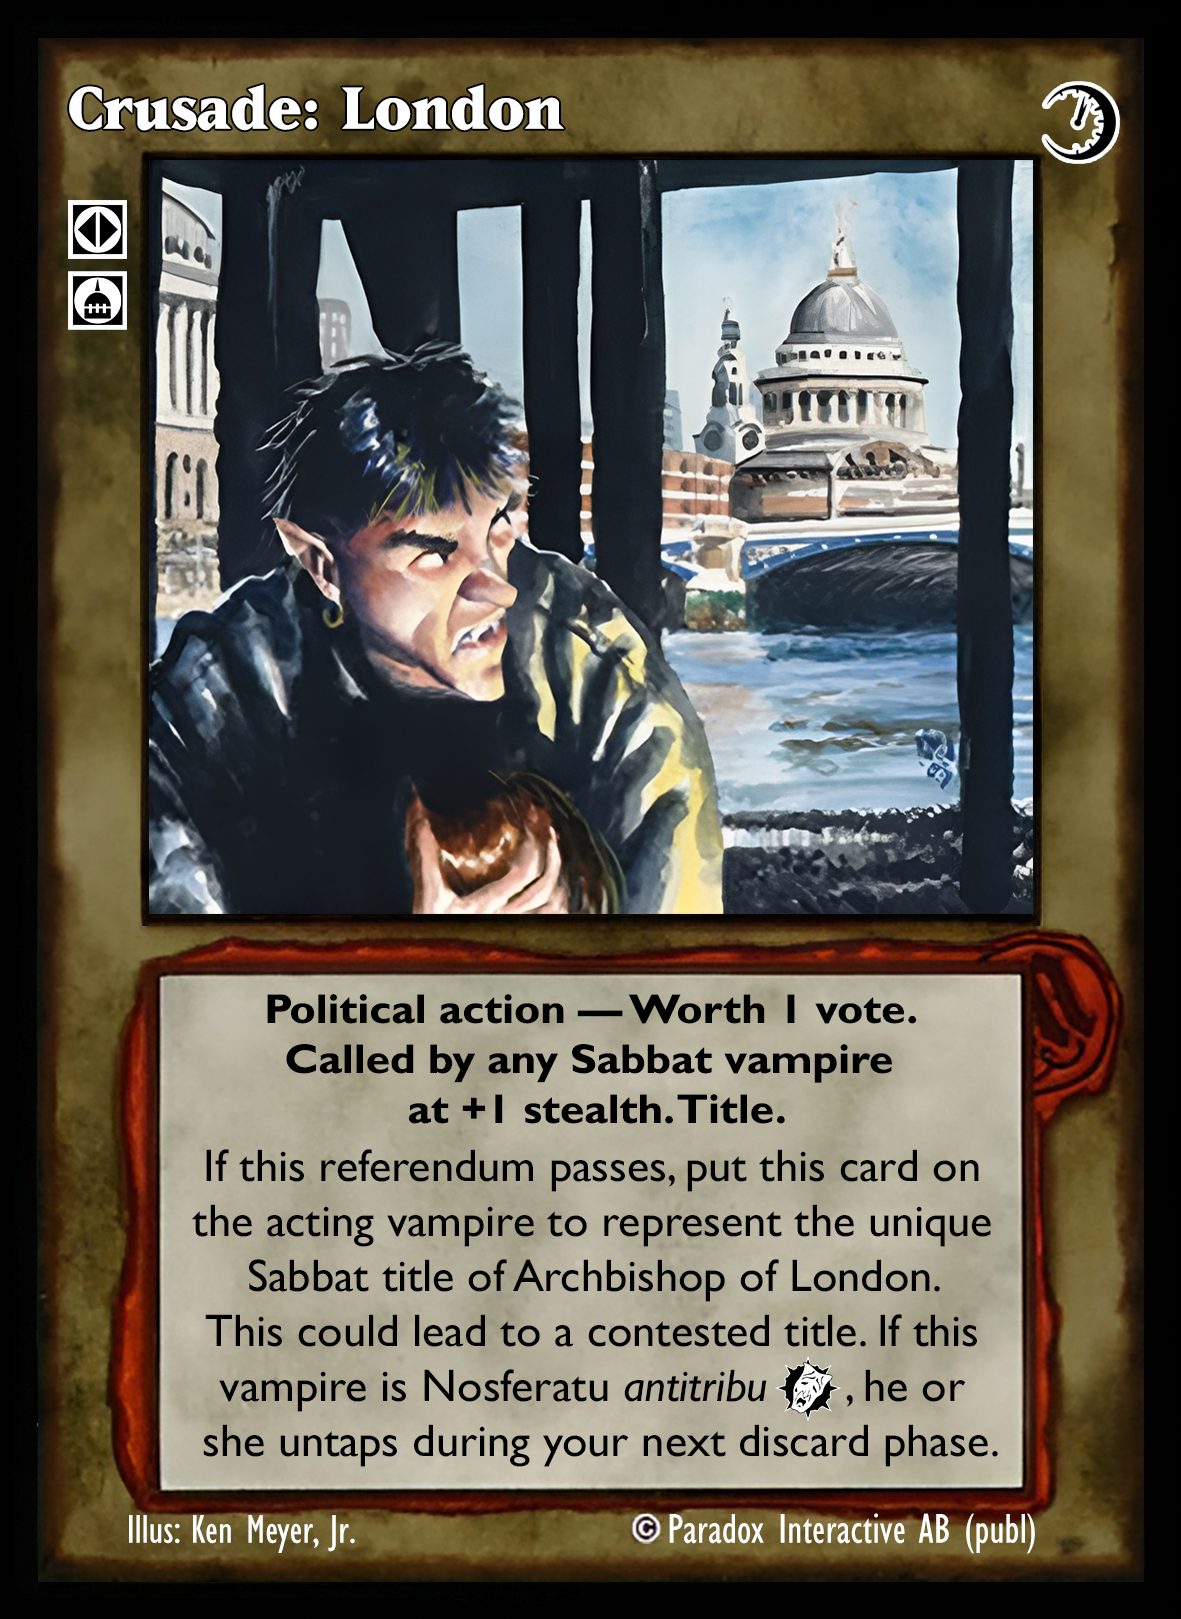 Crusade: London
Political action — Worth 1 vote.
Called by any Sabbat vampire
at +1 stealth. Title.
If this referendum passes, put this card on
the acting vampire to represent the unique
Sabbat title of Archbishop of London.
This could lead to a contested title. If this
vampire is Nosferatu antitribu , he or
she untaps during your next discard phase.
Illus: Ken Meyer, Jr.
© Paradox Interactive AB (publ)